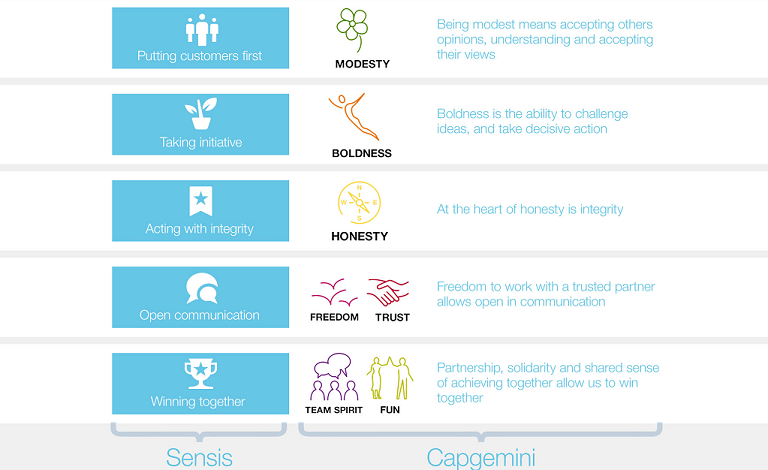 Putting customers first
MODESTY
Being modest means accepting others
opinions, understanding and accepting
their views
Taking initiative
BOLDNESS
Boldness is the ability to challenge
ideas, and take decisive action
Acting with integrity
N
W E
S
HONESTY
At the heart of honesty is integrity
Open communication
FREEDOM TRUST
Freedom to work with a trusted partner
allows open in communication
Winning together
TEAM SPIRIT FUN
Partnership, solidarity and shared sense
of achieving together allow us to win
together
Sensis
Capgemini